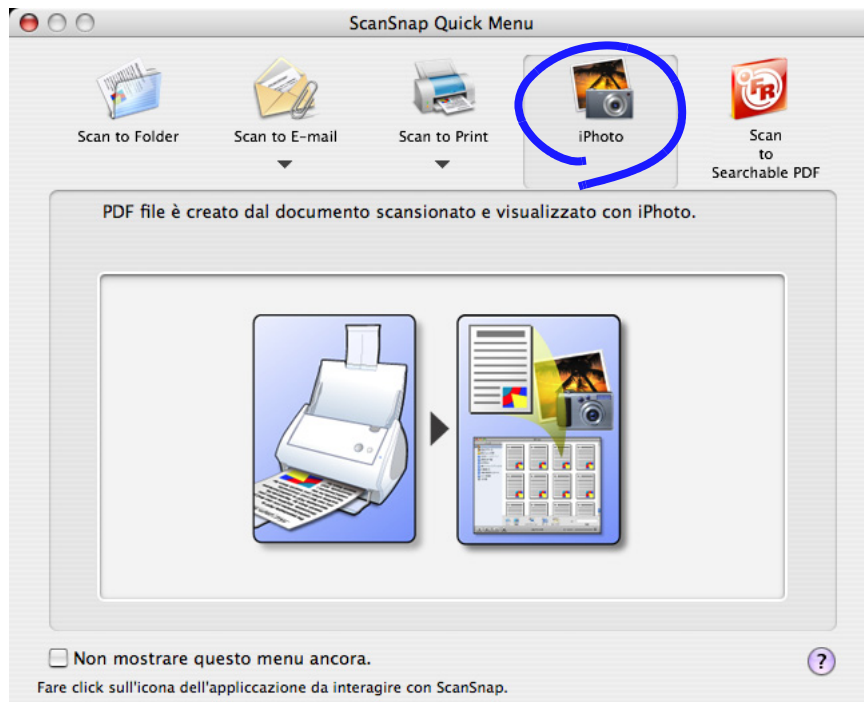 ScanSnap Quick Menu
Scan to Folder
Scan to E-mail
Scan to Print
iPhoto
Scan
to
Searchable PDF
PDF file è creato dal documento scansionato e visualizzato con iPhoto.
Non mostrare questo menu ancora.
?
Fare click sull'icona dell'appliccazione da interagire con ScanSnap.